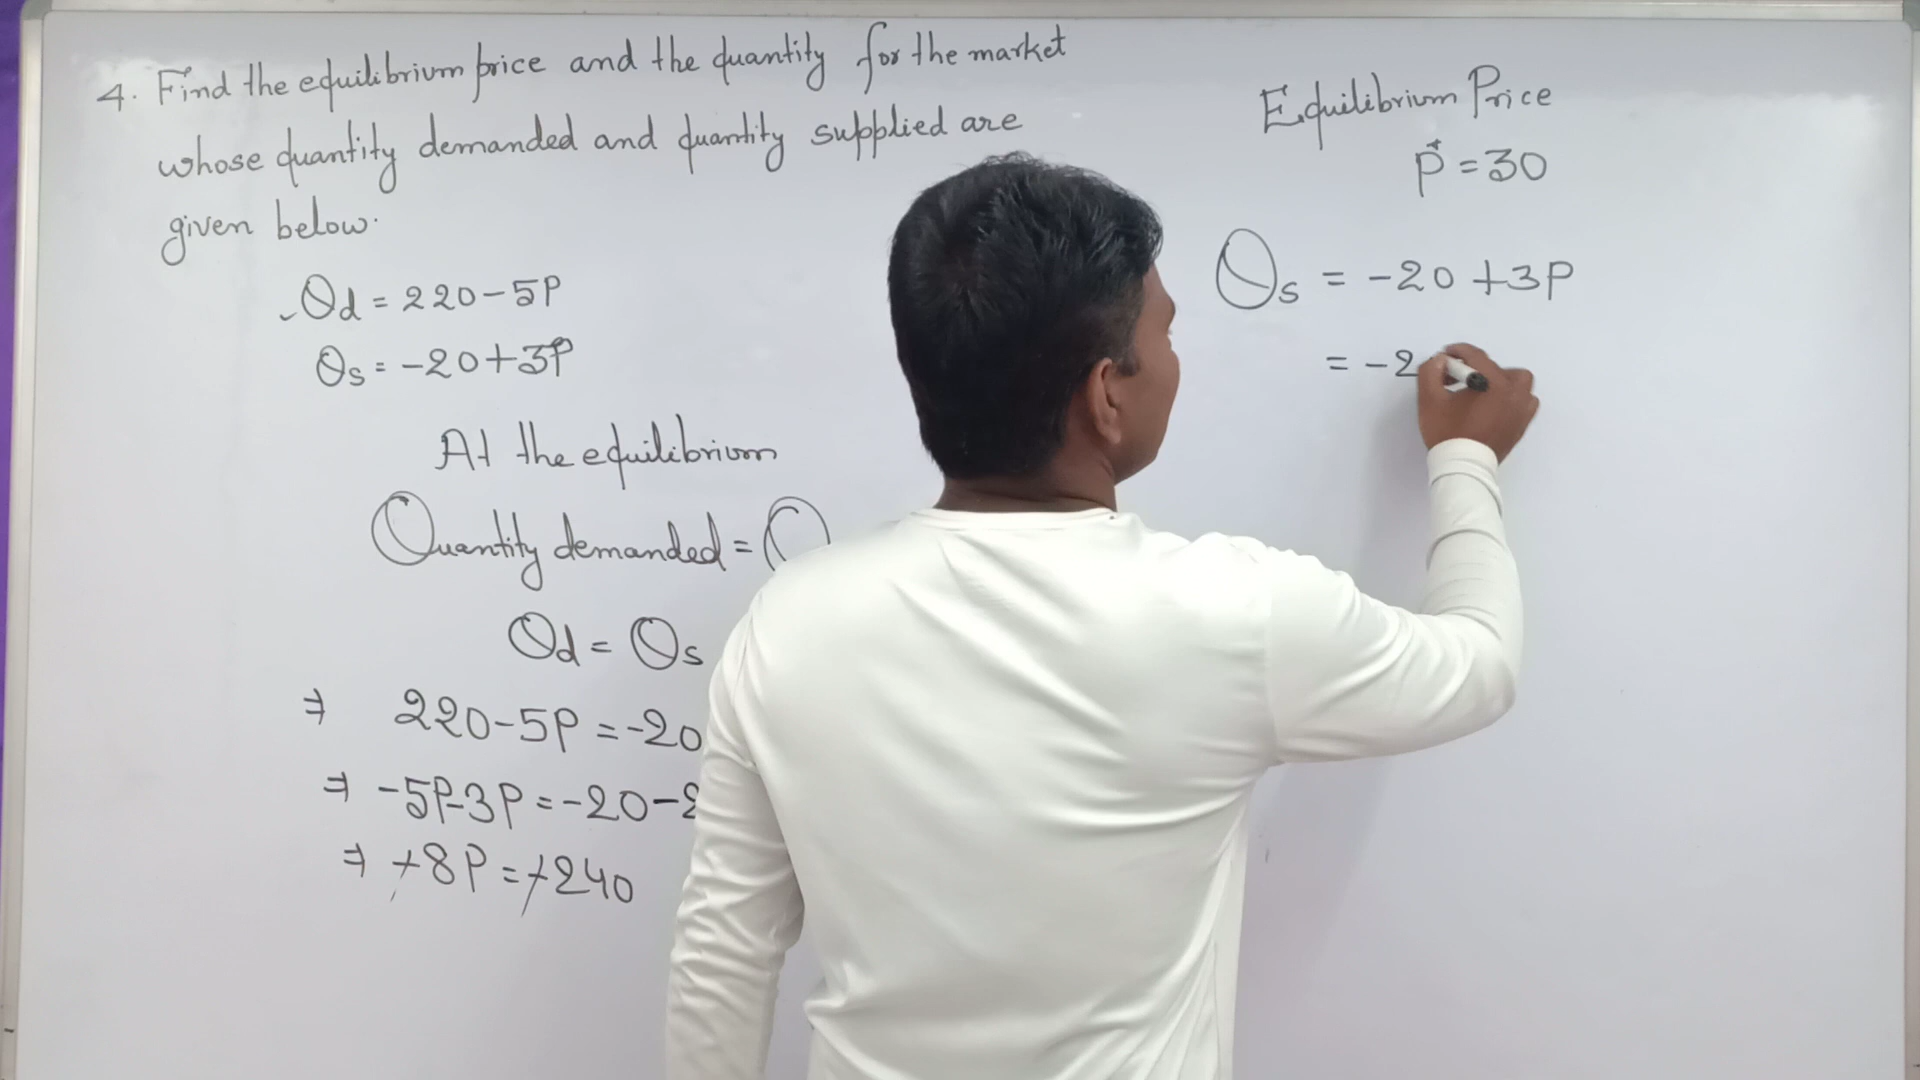 4. Find the equilibrium price and the quantity for the market
whose quantity demanded and quantity supplied are
given below.
Qd = 220-5P
Qs = -20+3P
At the equilibrium
Quantity demanded = Q
Qd = Qs
⇒ 220-5P = -20
⇒ -5P-3P = -20-2
⇒ +8P = +240
Equilibrium Price
P* = 30
Qs = -20 +3P
= -2